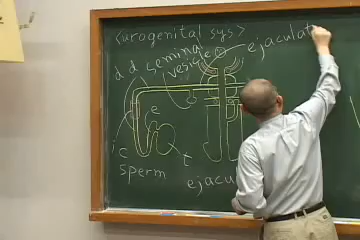 <urogenital sys>
ejaculat
seminal
vesicle
d d
e
c
t
sperm
ejacu